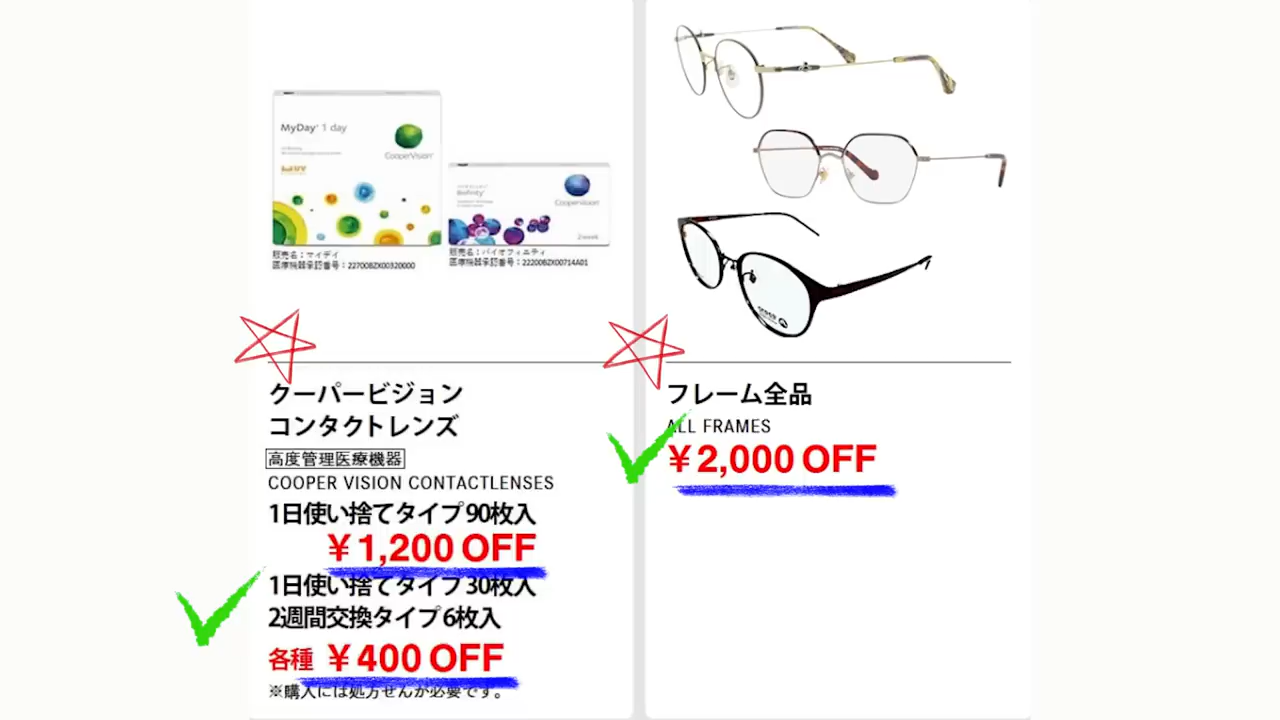 MyDay 1 day
CooperVision
Biofinity
CooperVision
2week
販売名：マイデイ
医療機器承認番号：22700BZX00320000
販売名：バイオフィニティ
医療機器承認番号：22200BZX00714A01
クーパービジョン
コンタクトレンズ
高度管理医療機器
COOPER VISION CONTACTLENSES
1日使い捨てタイプ90枚入
￥1,200 OFF
1日使い捨てタイプ30枚入
2週間交換タイプ6枚入
各種 ￥400 OFF
※購入には処方せんが必要です。
フレーム全品
ALL FRAMES
￥2,000 OFF